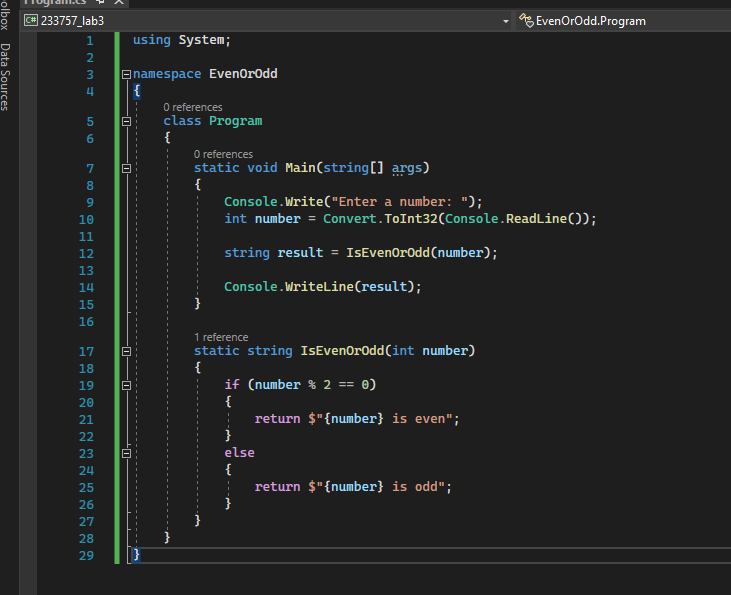 Program.cs
olbox
Data Sources
C# 233757_lab3
EvenOrOdd.Program
1 using System;
2
3 namespace EvenOrOdd
4 {
0 references
5 class Program
6 {
0 references
7 static void Main(string[] args)
8 {
9 Console.Write("Enter a number: ");
10 int number = Convert.ToInt32(Console.ReadLine());
11
12 string result = IsEvenOrOdd(number);
13
14 Console.WriteLine(result);
15 }
16
1 reference
17 static string IsEvenOrOdd(int number)
18 {
19 if (number % 2 == 0)
20 {
21 return $"{number} is even";
22 }
23 else
24 {
25 return $"{number} is odd";
26 }
27 }
28 }
29 }